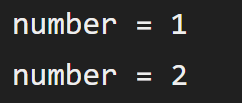 number = 1
number = 2